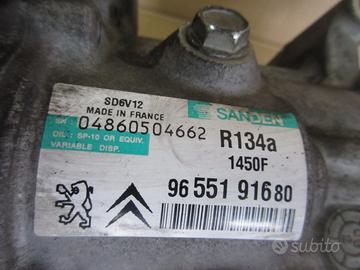 SD6V12
MADE IN FRANCE
SANDEN
S.N.: 04860504662
OIL: SP-10 OR EQUIV.
VARIABLE DISP.
R134a
1450F
96 551 916 80
subito